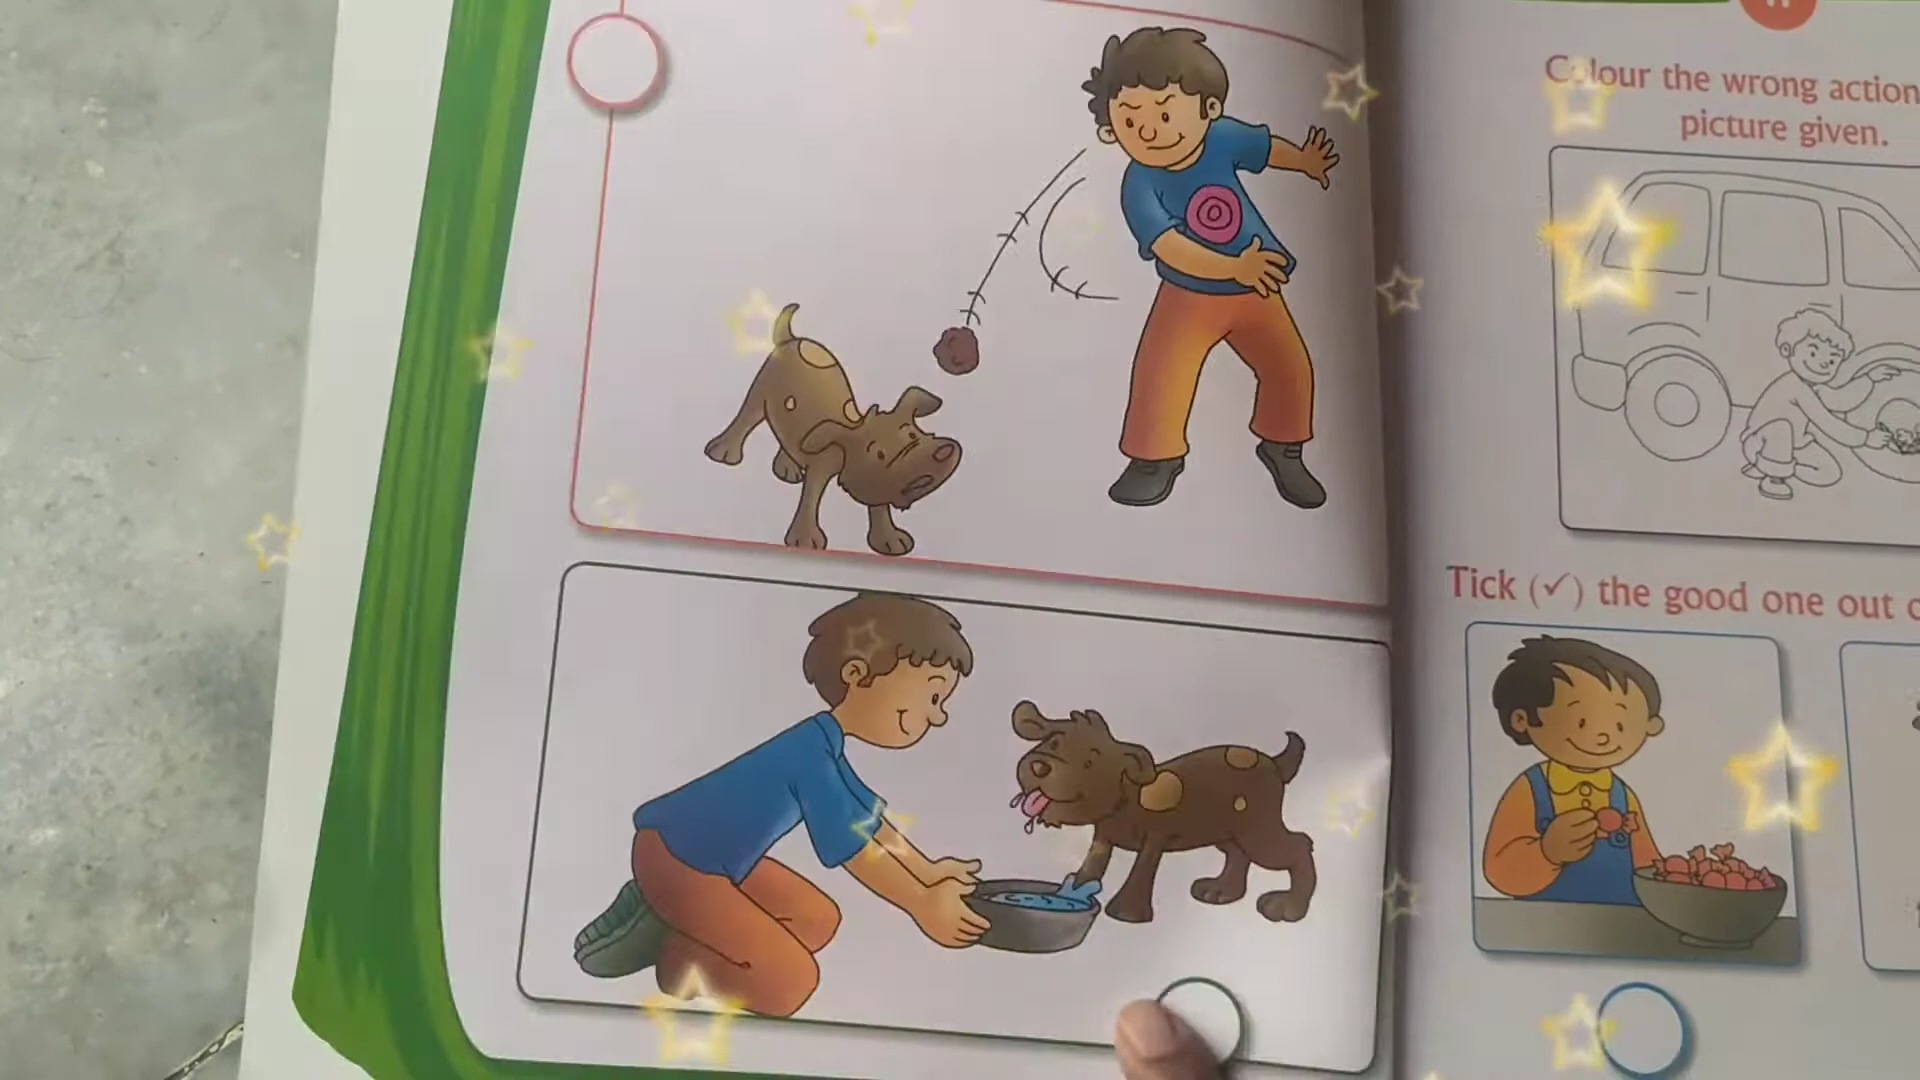 Colour the wrong action
picture given.
Tick (✓) the good one out